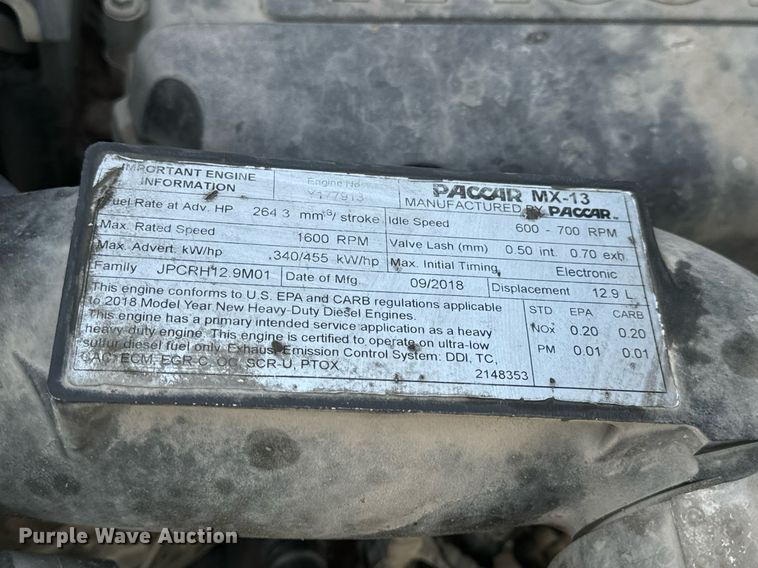 IMPORTANT ENGINE INFORMATION
Engine No.
Y177913
PACCAR MX-13
MANUFACTURED BY PACCAR
Fuel Rate at Adv. HP 264.3 mm³/stroke
Idle Speed 600 - 700 RPM
Max. Rated Speed 1600 RPM
Valve Lash (mm) 0.50 int. 0.70 exh.
Max. Advert. kW/hp 340/455 kW/hp
Max. Initial Timing Electronic
Family JPCRH12.9M01
Date of Mfg. 09/2018
Displacement 12.9 L
This engine conforms to U.S. EPA and CARB regulations applicable
to 2018 Model Year New Heavy-Duty Diesel Engines.
This engine has a primary intended service application as a heavy
heavy-duty engine. This engine is certified to operate on ultra-low
sulfur diesel fuel only. Exhaust Emission Control System: DDI, TC,
CAC, ECM, EGR-C, OC, SCR-U, PTOX
2148353
STD EPA CARB
NOx 0.20 0.20
PM 0.01 0.01
Purple Wave Auction